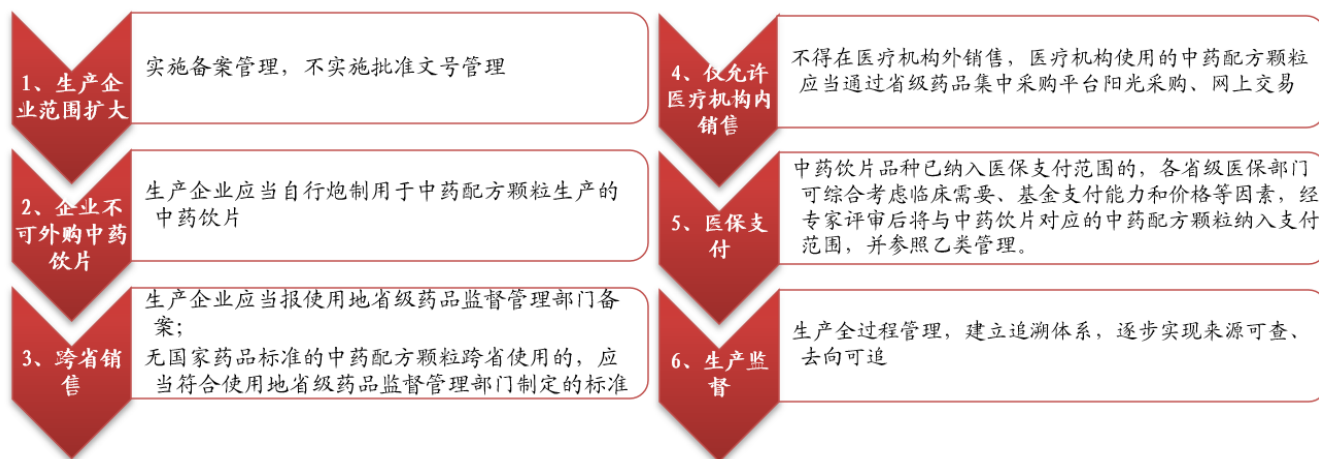 1、生产企
业范围扩大
实施备案管理，不实施批准文号管理
2、企业不
可外购中药
饮片
生产企业应当自行炮制用于中药配方颗粒生产的
中药饮片
3、跨省销
售
生产企业应当报使用地省级药品监督管理部门备
案；
无国家药品标准的中药配方颗粒跨省使用的，应
当符合使用地省级药品监督管理部门制定的标准
4、仅允许
医疗机构内
销售
不得在医疗机构外销售，医疗机构使用的中药配方颗粒
应当通过省级药品集中采购平台阳光采购、网上交易
5、医保支
付
中药饮片品种已纳入医保支付范围的，各省级医保部门
可综合考虑临床需要、基金支付能力和价格等因素，经
专家评审后将与中药饮片对应的中药配方颗粒纳入支付
范围，并参照乙类管理。
6、生产监
督
生产全过程管理，建立追溯体系，逐步实现来源可查、
去向可追